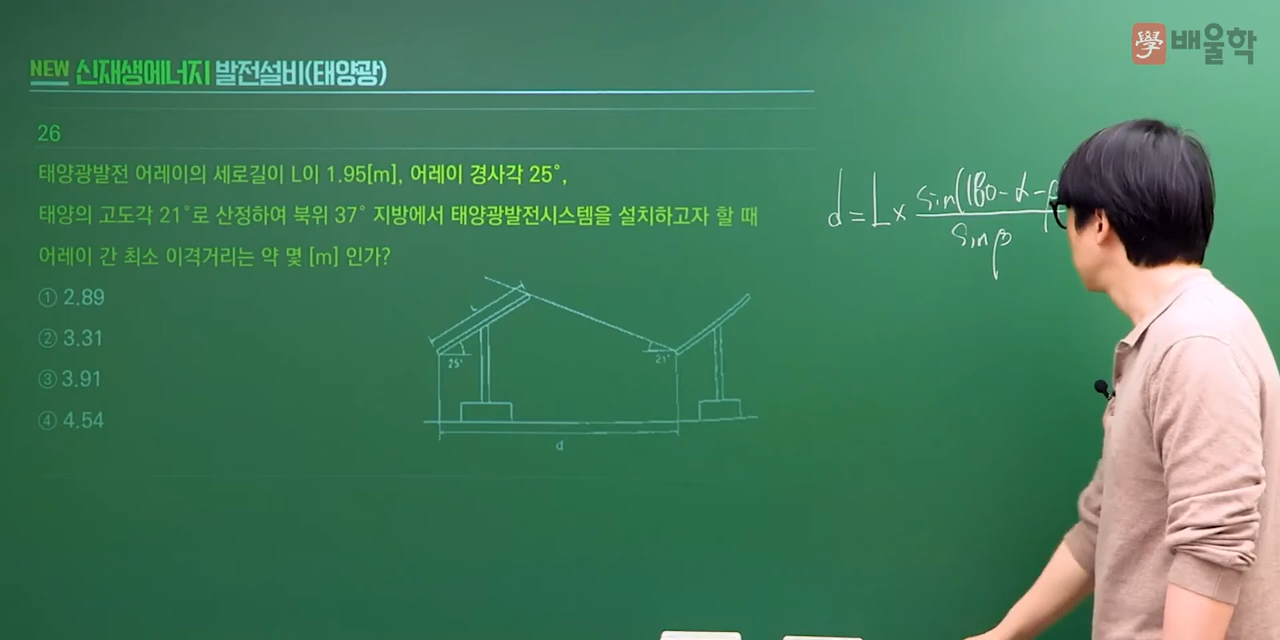 學 배울학
NEW 신재생에너지 발전설비(태양광)
26
태양광발전 어레이의 세로길이 L이 1.95[m], 어레이 경사각 25°,
태양의 고도각 21°로 산정하여 북위 37° 지방에서 태양광발전시스템을 설치하고자 할 때
어레이 간 최소 이격거리는 약 몇 [m] 인가?
① 2.89
② 3.31
③ 3.91
④ 4.54
L
25°
21°
d
d = L × sin(180-α-
sinβ